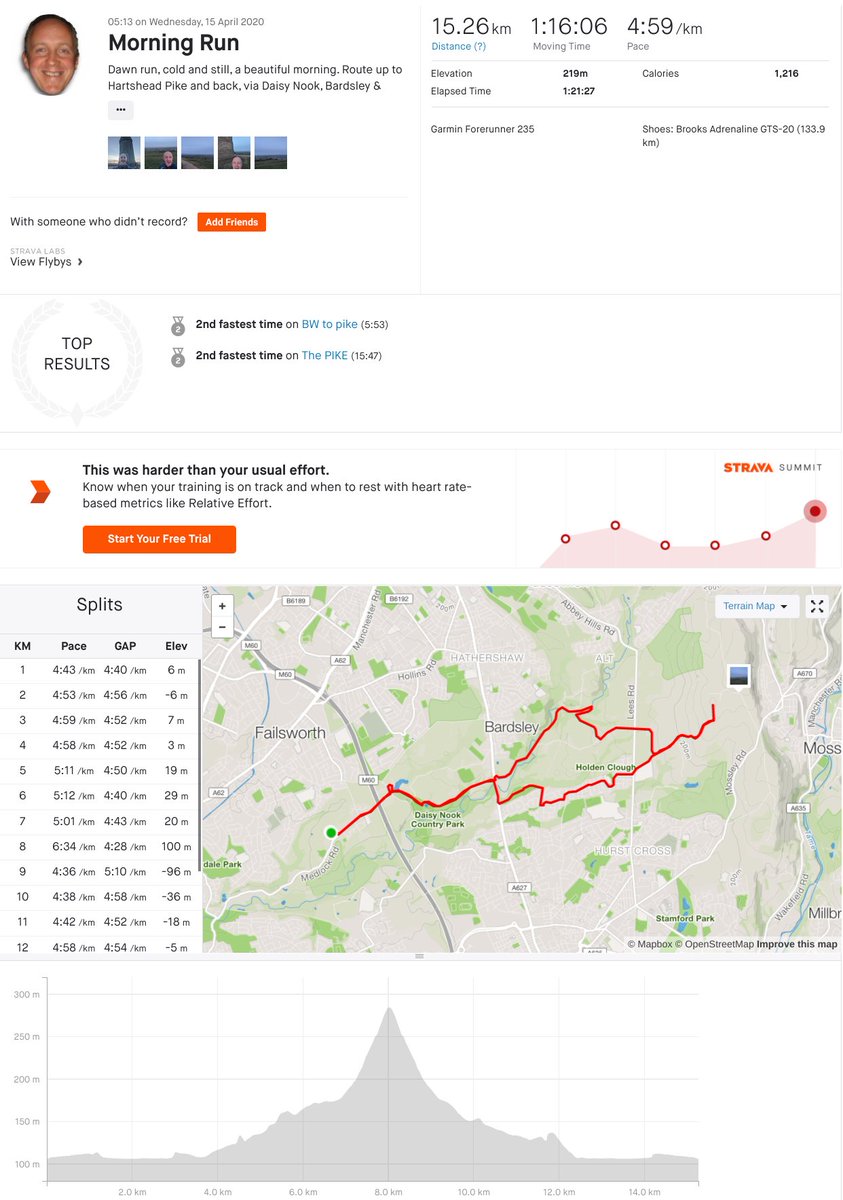 05:13 on Wednesday, 15 April 2020
Morning Run
Dawn run, cold and still, a beautiful morning. Route up to
Hartshead Pike and back, via Daisy Nook, Bardsley &
•••
With someone who didn't record?
Add Friends
STRAVA LABS
View Flybys
15.26 km
Distance (?)
1:16:06
Moving Time
4:59 /km
Pace
Elevation 219m
Calories 1,216
Elapsed Time 1:21:27
Garmin Forerunner 235
Shoes: Brooks Adrenaline GTS-20 (133.9
km)
TOP
RESULTS
2 2nd fastest time on BW to pike (5:53)
2 2nd fastest time on The PIKE (15:47)
This was harder than your usual effort.
Know when your training is on track and when to rest with heart rate-
based metrics like Relative Effort.
Start Your Free Trial
STRAVA SUMMIT
Splits
KM Pace GAP Elev
1 4:43 /km 4:40 /km 6 m
2 4:53 /km 4:56 /km -6 m
3 4:59 /km 4:52 /km 7 m
4 4:58 /km 4:52 /km 3 m
5 5:11 /km 4:50 /km 19 m
6 5:12 /km 4:40 /km 29 m
7 5:01 /km 4:43 /km 20 m
8 6:34 /km 4:28 /km 100 m
9 4:36 /km 5:10 /km -96 m
10 4:38 /km 4:58 /km -36 m
11 4:42 /km 4:52 /km -18 m
12 4:58 /km 4:54 /km -5 m
+
−
Terrain Map
B6189
B6192
200m
Abbey Hills Rd
M60
A62
Manchester Rd
HATHERSHAW
ALT
M60
Hollins Rd
A670
Lees Rd
Manchester Rd
Failsworth
Bardsley
200m
Moss
M60
Holden Clough
Mossley Rd
A62
Daisy Nook
Country Park
A635
Tame
HURST CROSS
dale Park
Medlock Rd
200m
A627
Wakefield Rd
Stamford Park
Millbr
© Mapbox © OpenStreetMap Improve this map
300 m
250 m
200 m
150 m
100 m
2.0 km
4.0 km
6.0 km
8.0 km
10.0 km
12.0 km
14.0 km